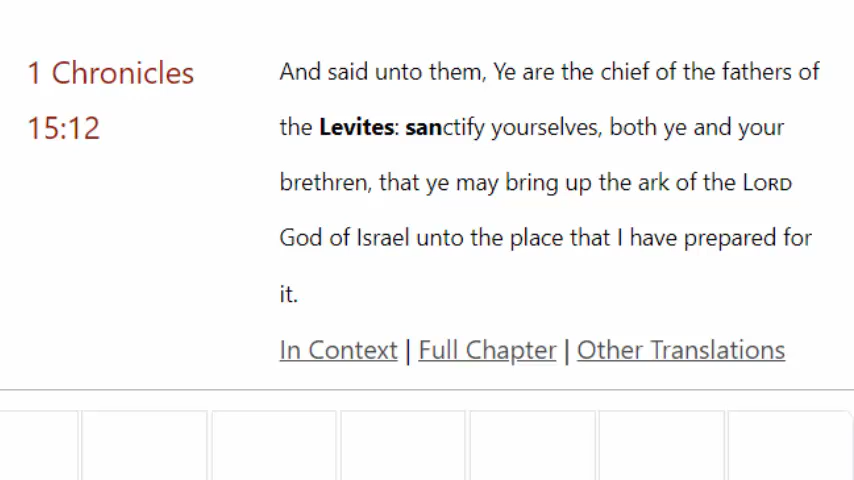 1 Chronicles
15:12
And said unto them, Ye are the chief of the fathers of
the Levites: sanctify yourselves, both ye and your
brethren, that ye may bring up the ark of the LORD
God of Israel unto the place that I have prepared for
it.
In Context | Full Chapter | Other Translations